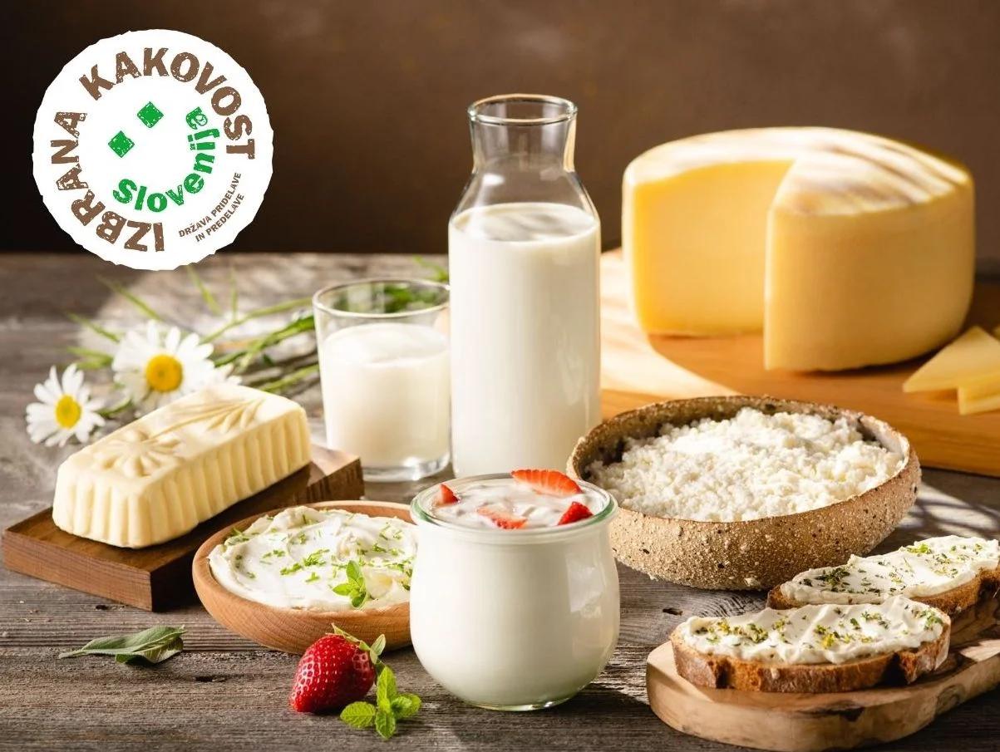 IZBRANA KAKOVOST
Slovenija
DRŽAVA PRIDELAVE
IN PREDELAVE